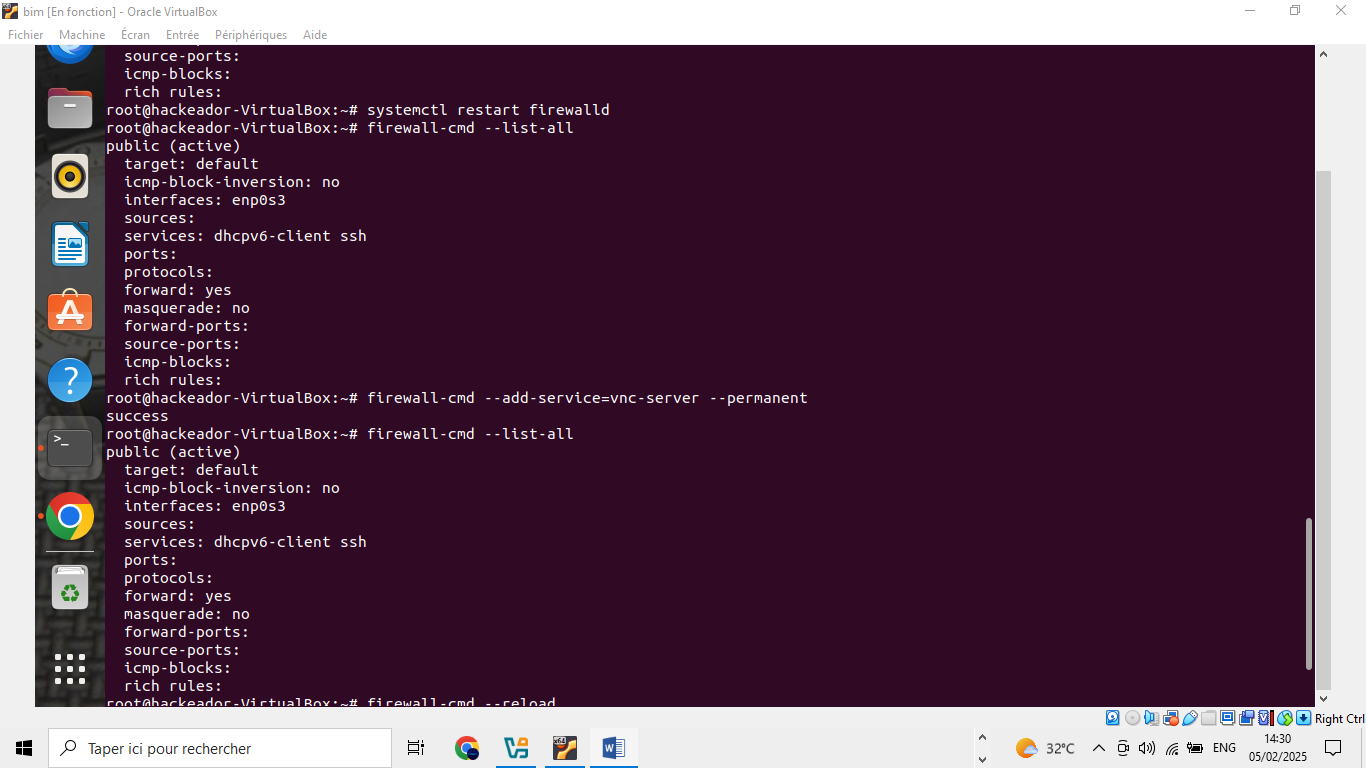 bim [En fonction] - Oracle VirtualBox
Fichier Machine Écran Entrée Périphériques Aide
source-ports:
icmp-blocks:
rich rules:
root@hackeador-VirtualBox:~# systemctl restart firewalld
root@hackeador-VirtualBox:~# firewall-cmd --list-all
public (active)
target: default
icmp-block-inversion: no
interfaces: enp0s3
sources:
services: dhcpv6-client ssh
ports:
protocols:
forward: yes
masquerade: no
forward-ports:
source-ports:
icmp-blocks:
rich rules:
root@hackeador-VirtualBox:~# firewall-cmd --add-service=vnc-server --permanent
success
root@hackeador-VirtualBox:~# firewall-cmd --list-all
public (active)
target: default
icmp-block-inversion: no
interfaces: enp0s3
sources:
services: dhcpv6-client ssh
ports:
protocols:
forward: yes
masquerade: no
forward-ports:
source-ports:
icmp-blocks:
rich rules:
root@hackeador-VirtualBox:~# firewall-cmd --reload
Right Ctrl
Taper ici pour rechercher
32°C
ENG
14:30
05/02/2025